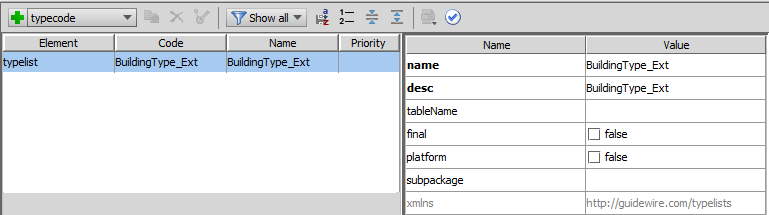 typecode Show all
Element Code Name Priority
typelist BuildingType_Ext BuildingType_Ext
Name Value
name BuildingType_Ext
desc BuildingType_Ext
tableName
final false
platform false
subpackage
xmlns http://guidewire.com/typelists